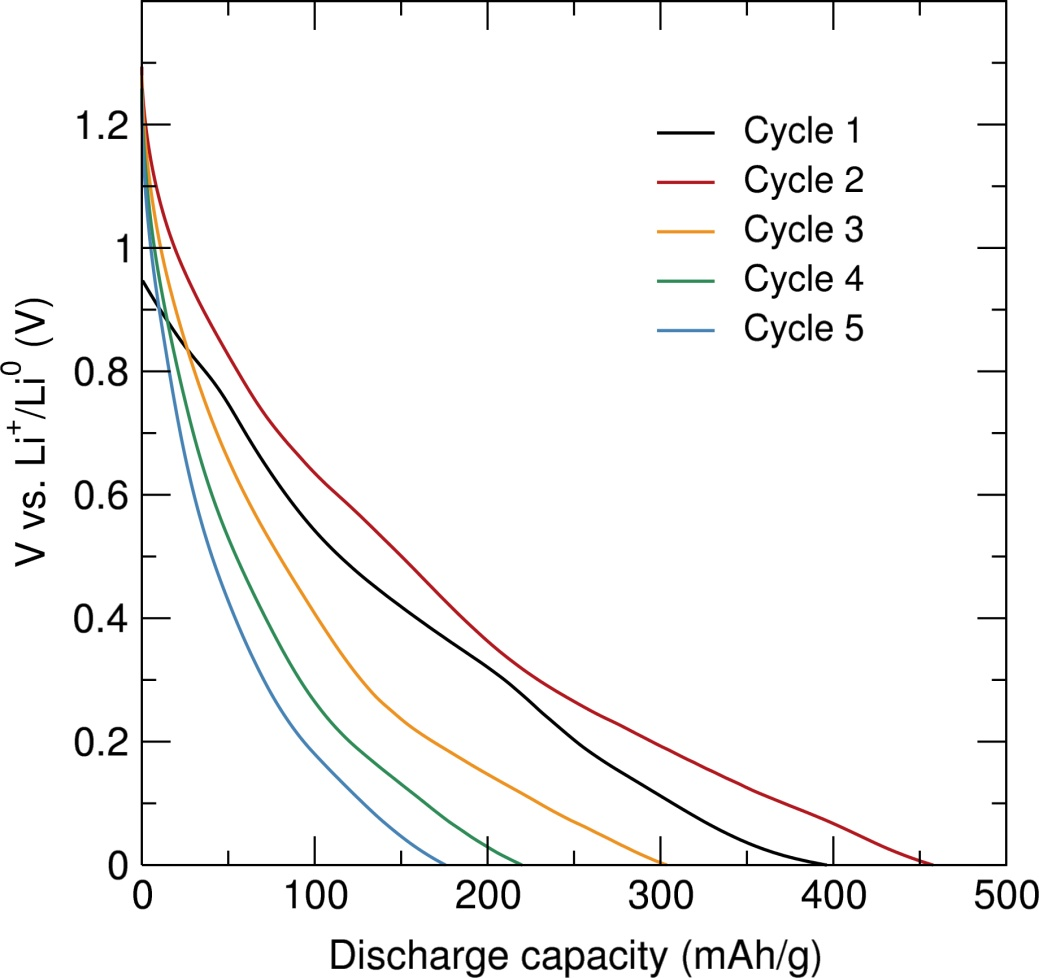 1.2
1
0.8
0.6
0.4
0.2
0
V vs. Li⁺/Li⁰ (V)
Cycle 1
Cycle 2
Cycle 3
Cycle 4
Cycle 5
0 100 200 300 400 500
Discharge capacity (mAh/g)